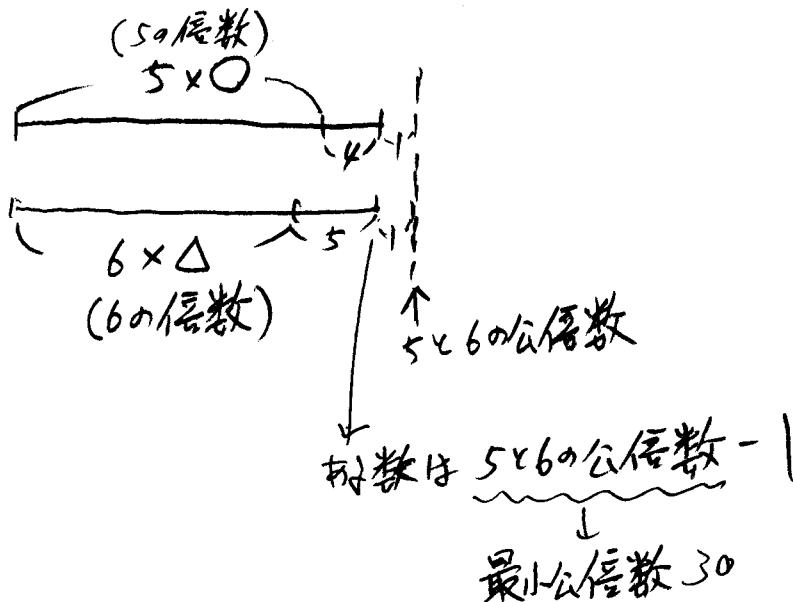 (5の倍数)
5×○
4 1
5 1
6×△
(6の倍数)
5と6の公倍数
ある数は 5と6の公倍数-1
最小公倍数 30